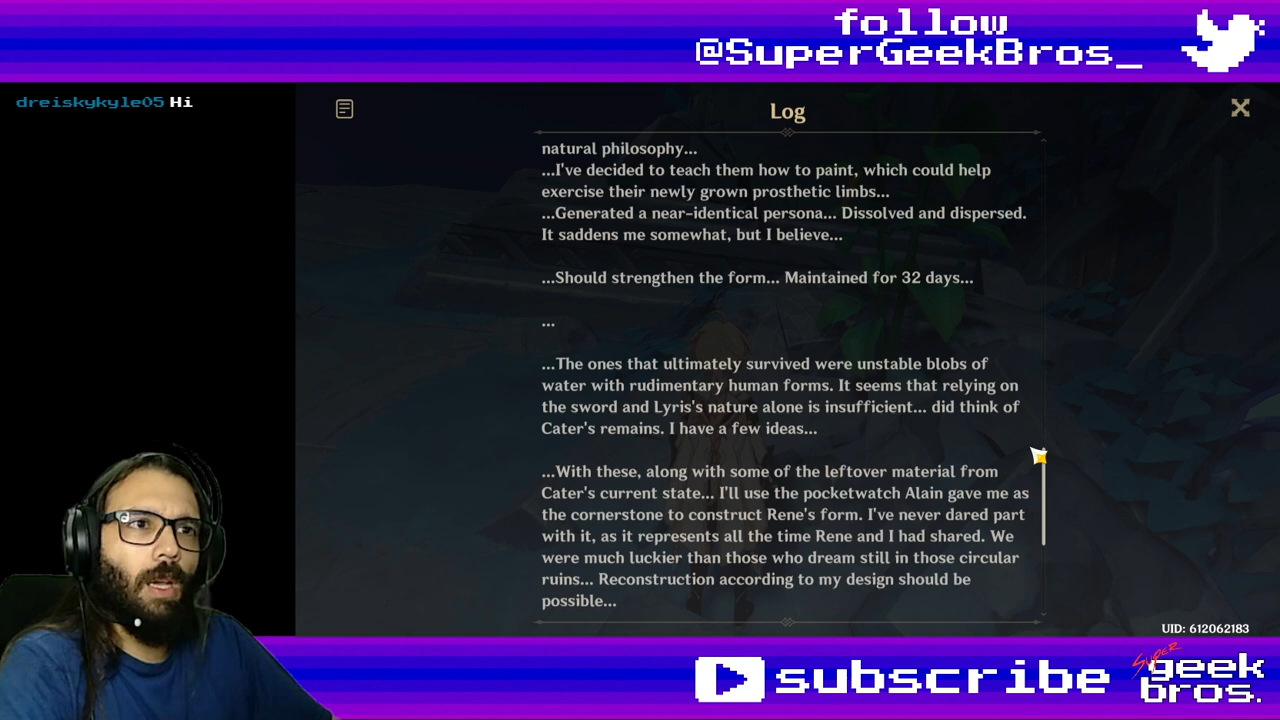 follow
@SuperGeekBros_
dreiskykyle05 Hi
Log
natural philosophy...
...I've decided to teach them how to paint, which could help
exercise their newly grown prosthetic limbs...
...Generated a near-identical persona... Dissolved and dispersed.
It saddens me somewhat, but I believe...
...Should strengthen the form... Maintained for 32 days...
...
...The ones that ultimately survived were unstable blobs of
water with rudimentary human forms. It seems that relying on
the sword and Lyris's nature alone is insufficient... did think of
Cater's remains. I have a few ideas...
...With these, along with some of the leftover material from
Cater's current state... I'll use the pocketwatch Alain gave me as
the cornerstone to construct Rene's form. I've never dared part
with it, as it represents all the time Rene and I had shared. We
were much luckier than those who dream still in those circular
ruins... Reconstruction according to my design should be
possible...
UID: 612062183
subscribe
SUPER
geek
bros.